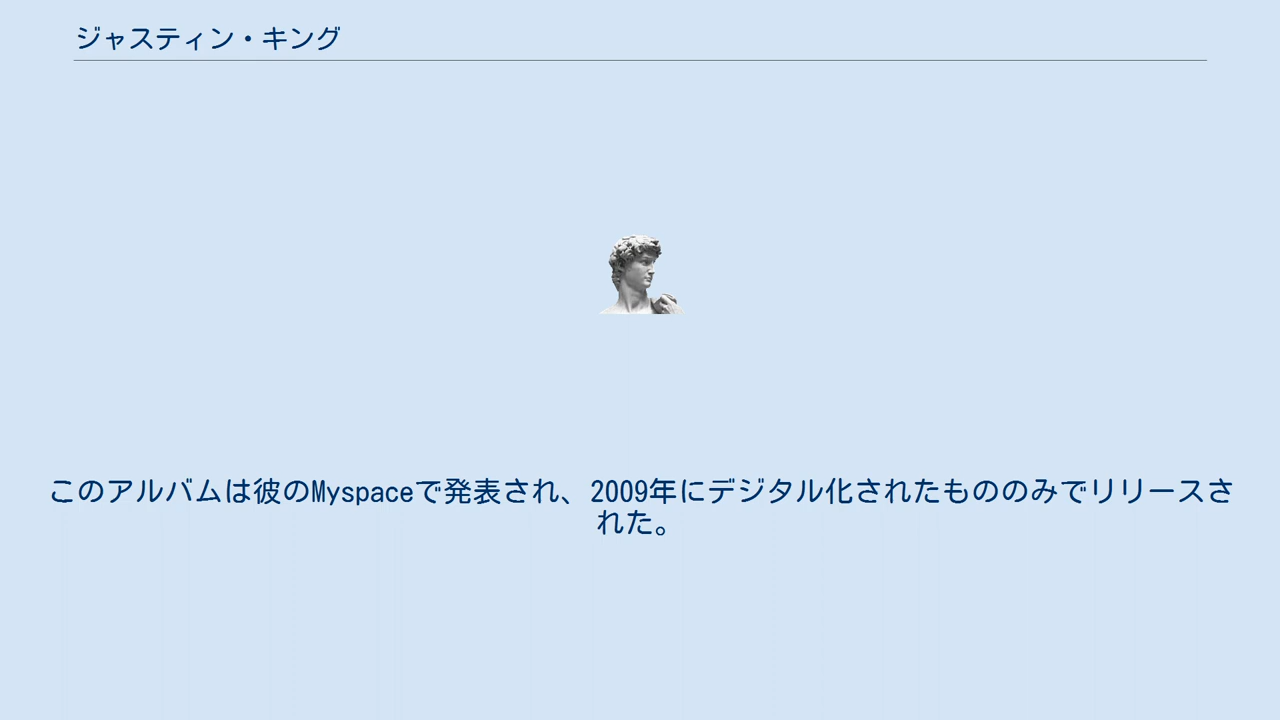 ジャスティン・キング
このアルバムは彼のMyspaceで発表され、2009年にデジタル化されたもののみでリリースさ
れた。